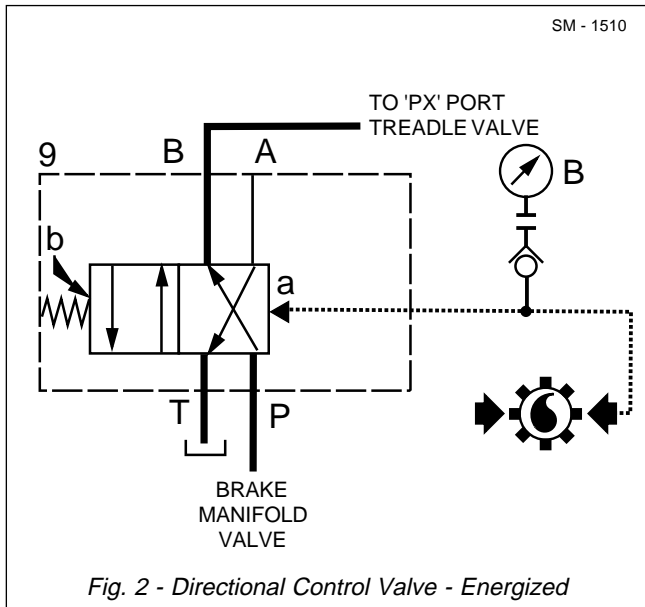 SM - 1510
TO 'PX' PORT
TREADLE VALVE
9
B
A
B
b
a
T
P
BRAKE
MANIFOLD
VALVE
Fig. 2 - Directional Control Valve - Energized